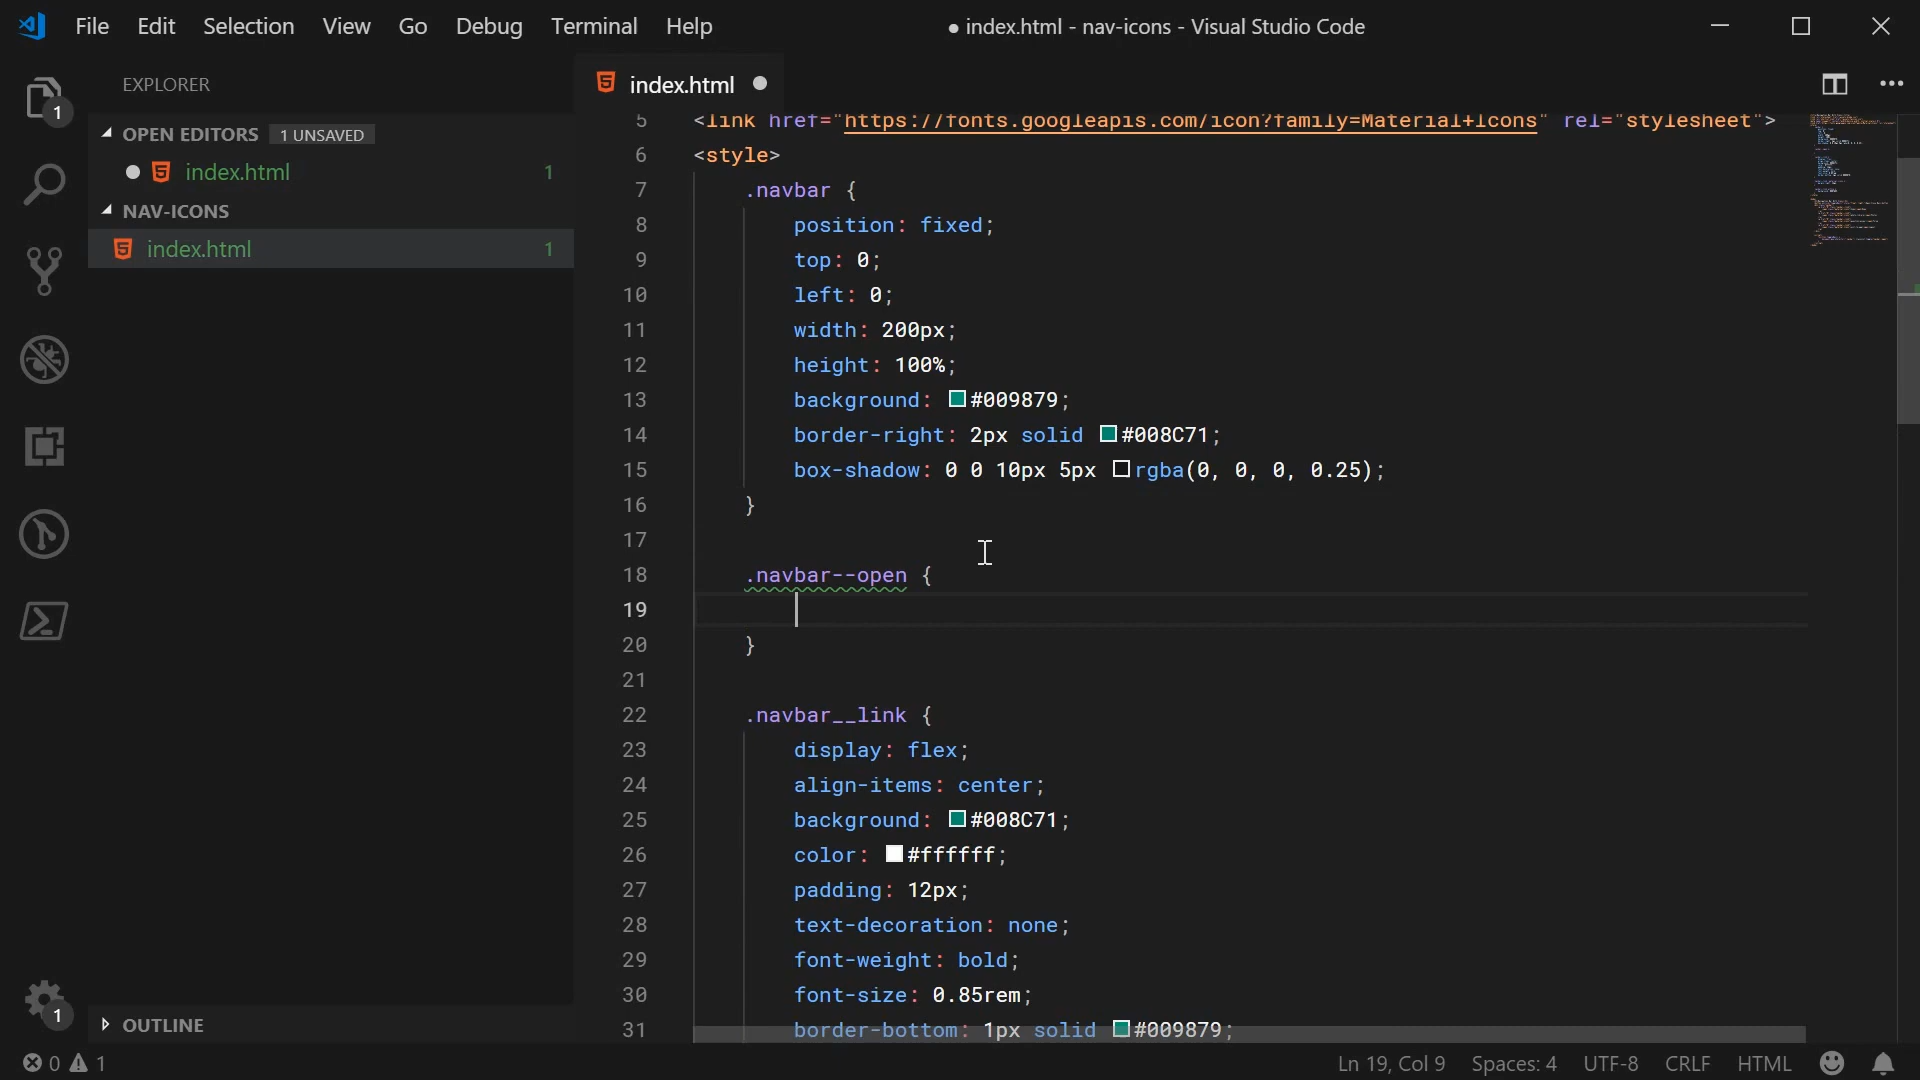 File Edit Selection View Go Debug Terminal Help
● index.html - nav-icons - Visual Studio Code
EXPLORER
index.html ●
1
OPEN EDITORS 1 UNSAVED
● index.html 1
NAV-ICONS
index.html 1
5 <link href="https://fonts.googleapis.com/icon?family=Material+Icons" rel="stylesheet">
6 <style>
7 .navbar {
8 position: fixed;
9 top: 0;
10 left: 0;
11 width: 200px;
12 height: 100%;
13 background: #009879;
14 border-right: 2px solid #008C71;
15 box-shadow: 0 0 10px 5px rgba(0, 0, 0, 0.25);
16 }
17
18 .navbar--open {
19
20 }
21
22 .navbar__link {
23 display: flex;
24 align-items: center;
25 background: #008C71;
26 color: #ffffff;
27 padding: 12px;
28 text-decoration: none;
29 font-weight: bold;
30 font-size: 0.85rem;
31 border-bottom: 1px solid #009879;
1
OUTLINE
0 1
Ln 19, Col 9 Spaces: 4 UTF-8 CRLF HTML